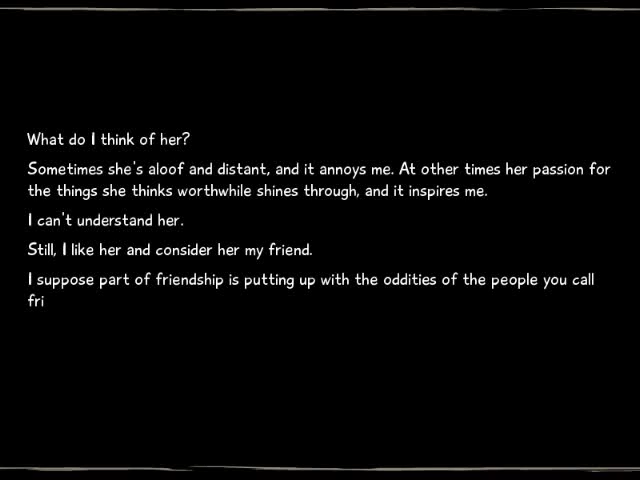 What do I think of her?
Sometimes she's aloof and distant, and it annoys me. At other times her passion for
the things she thinks worthwhile shines through, and it inspires me.
I can't understand her.
Still, I like her and consider her my friend.
I suppose part of friendship is putting up with the oddities of the people you call
fri